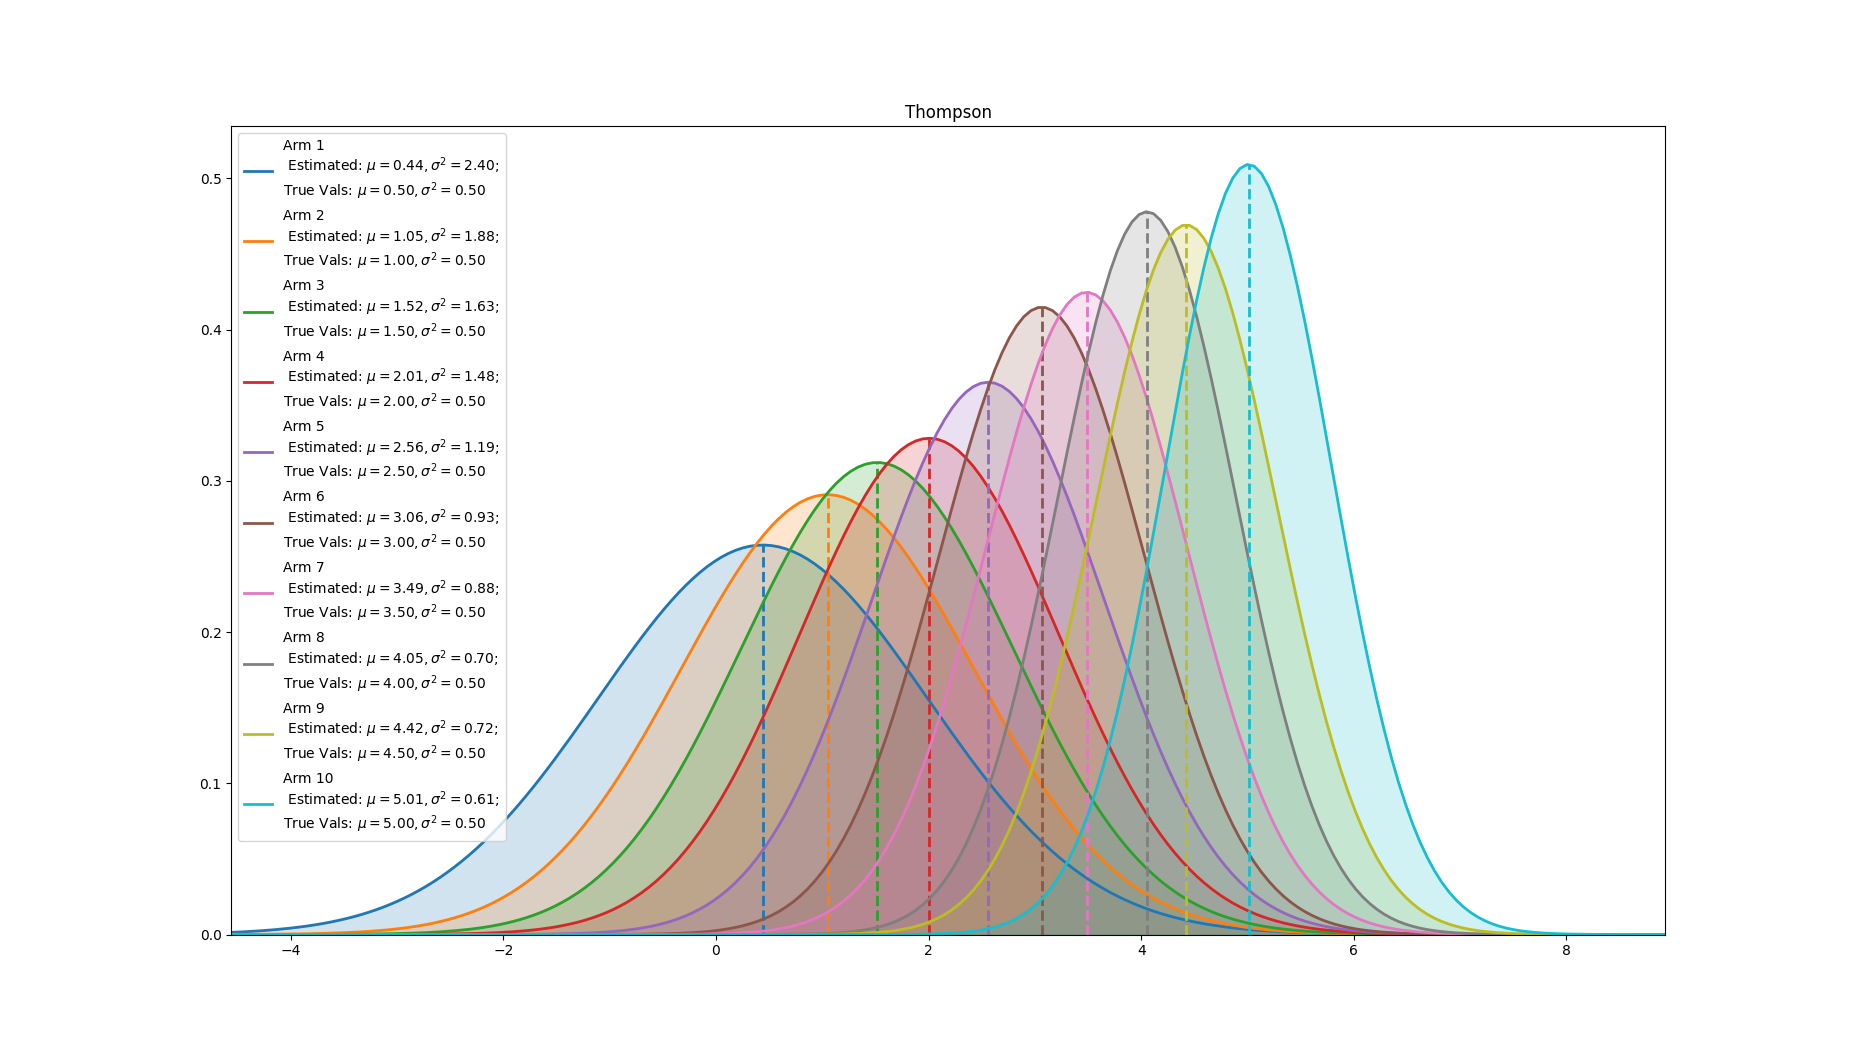 Thompson
Arm 1
Estimated: μ = 0.44, σ² = 2.40;
True Vals: μ = 0.50, σ² = 0.50
Arm 2
Estimated: μ = 1.05, σ² = 1.88;
True Vals: μ = 1.00, σ² = 0.50
Arm 3
Estimated: μ = 1.52, σ² = 1.63;
True Vals: μ = 1.50, σ² = 0.50
Arm 4
Estimated: μ = 2.01, σ² = 1.48;
True Vals: μ = 2.00, σ² = 0.50
Arm 5
Estimated: μ = 2.56, σ² = 1.19;
True Vals: μ = 2.50, σ² = 0.50
Arm 6
Estimated: μ = 3.06, σ² = 0.93;
True Vals: μ = 3.00, σ² = 0.50
Arm 7
Estimated: μ = 3.49, σ² = 0.88;
True Vals: μ = 3.50, σ² = 0.50
Arm 8
Estimated: μ = 4.05, σ² = 0.70;
True Vals: μ = 4.00, σ² = 0.50
Arm 9
Estimated: μ = 4.42, σ² = 0.72;
True Vals: μ = 4.50, σ² = 0.50
Arm 10
Estimated: μ = 5.01, σ² = 0.61;
True Vals: μ = 5.00, σ² = 0.50
0.5
0.4
0.3
0.2
0.1
0.0
−4 −2 0 2 4 6 8